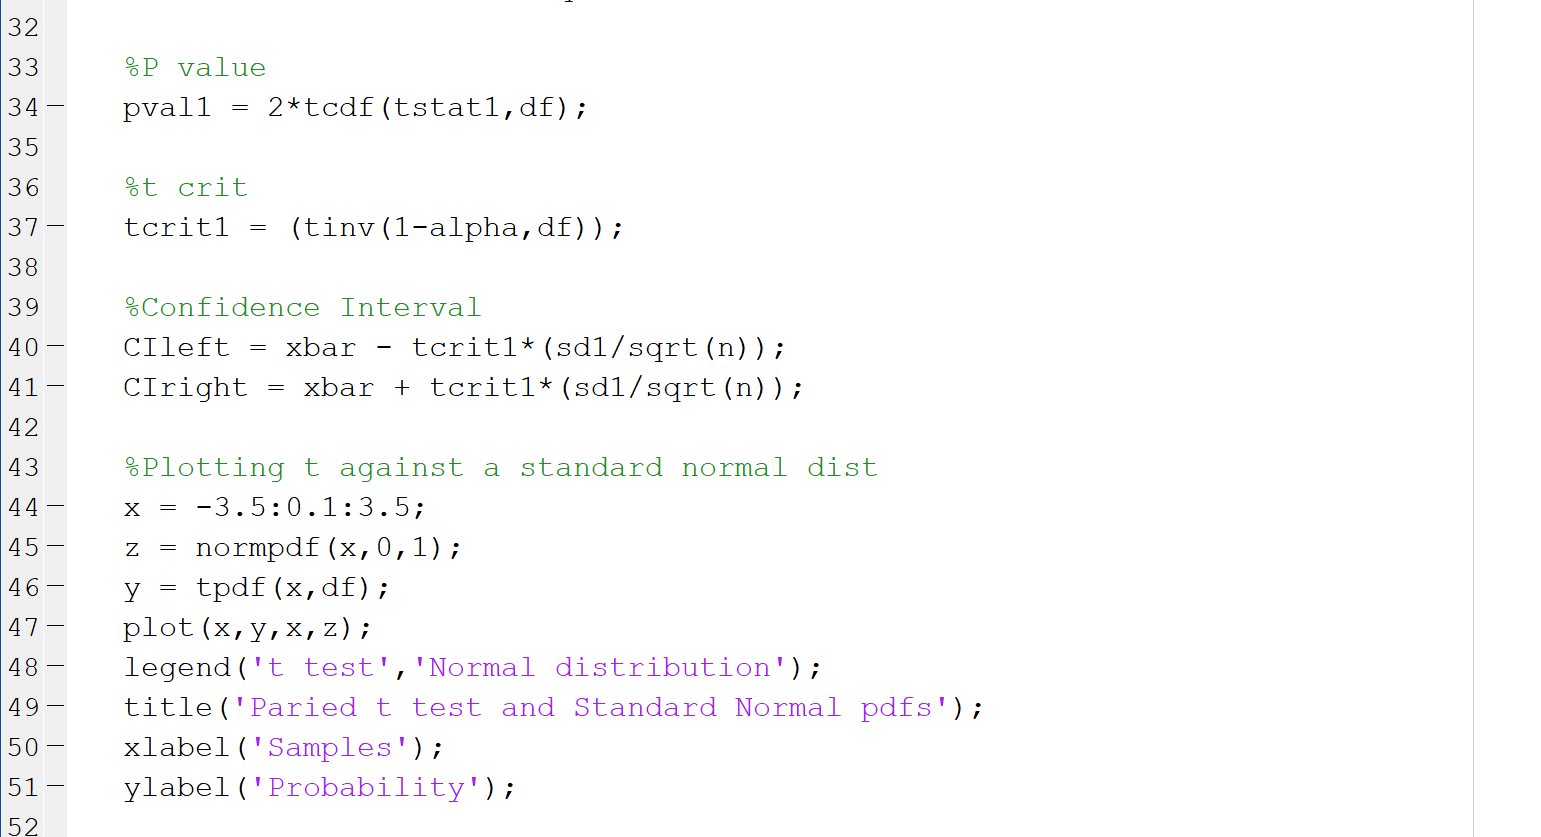 32
33 %P value
34 – pval1 = 2*tcdf(tstat1,df);
35
36 %t crit
37 – tcrit1 = (tinv(1-alpha,df));
38
39 %Confidence Interval
40 – CIleft = xbar - tcrit1*(sd1/sqrt(n));
41 – CIright = xbar + tcrit1*(sd1/sqrt(n));
42
43 %Plotting t against a standard normal dist
44 – x = -3.5:0.1:3.5;
45 – z = normpdf(x,0,1);
46 – y = tpdf(x,df);
47 – plot(x,y,x,z);
48 – legend('t test','Normal distribution');
49 – title('Paried t test and Standard Normal pdfs');
50 – xlabel('Samples');
51 – ylabel('Probability');
52